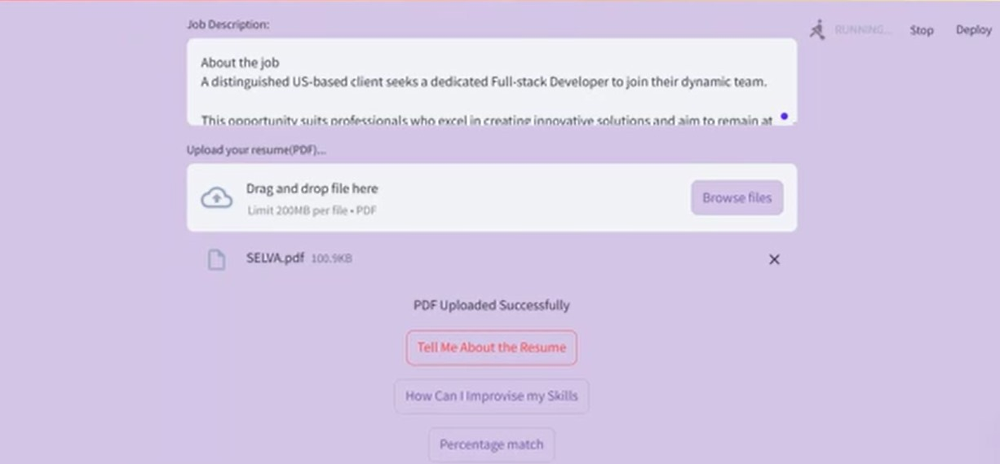 Job Description:
RUNNING...
Stop
Deploy
About the job
A distinguished US-based client seeks a dedicated Full-stack Developer to join their dynamic team.
This opportunity suits professionals who excel in creating innovative solutions and aim to remain at
Upload your resume(PDF)...
Drag and drop file here
Limit 200MB per file • PDF
Browse files
SELVA.pdf 100.9KB
PDF Uploaded Successfully
Tell Me About the Resume
How Can I Improvise my Skills
Percentage match